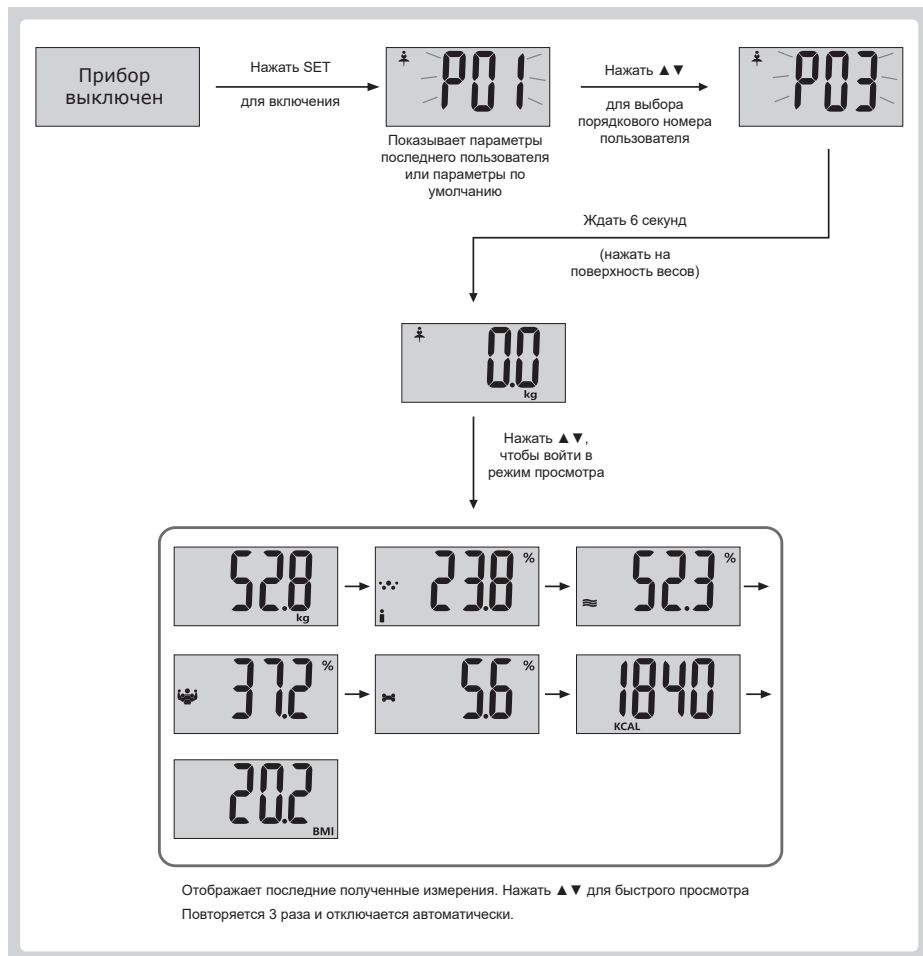 Прибор
выключен
Нажать SET
для включения
P01
Показывает параметры
последнего пользователя
или параметры по
умолчанию
Нажать ▲▼
для выбора
порядкового номера
пользователя
P03
Ждать 6 секунд
(нажать на
поверхность весов)
0.0
kg
Нажать ▲▼,
чтобы войти в
режим просмотра
52.8
kg
23.8 %
52.3 %
37.2 %
5.6 %
1840
KCAL
20.2
BMI
Отображает последние полученные измерения. Нажать ▲▼ для быстрого просмотра
Повторяется 3 раза и отключается автоматически.